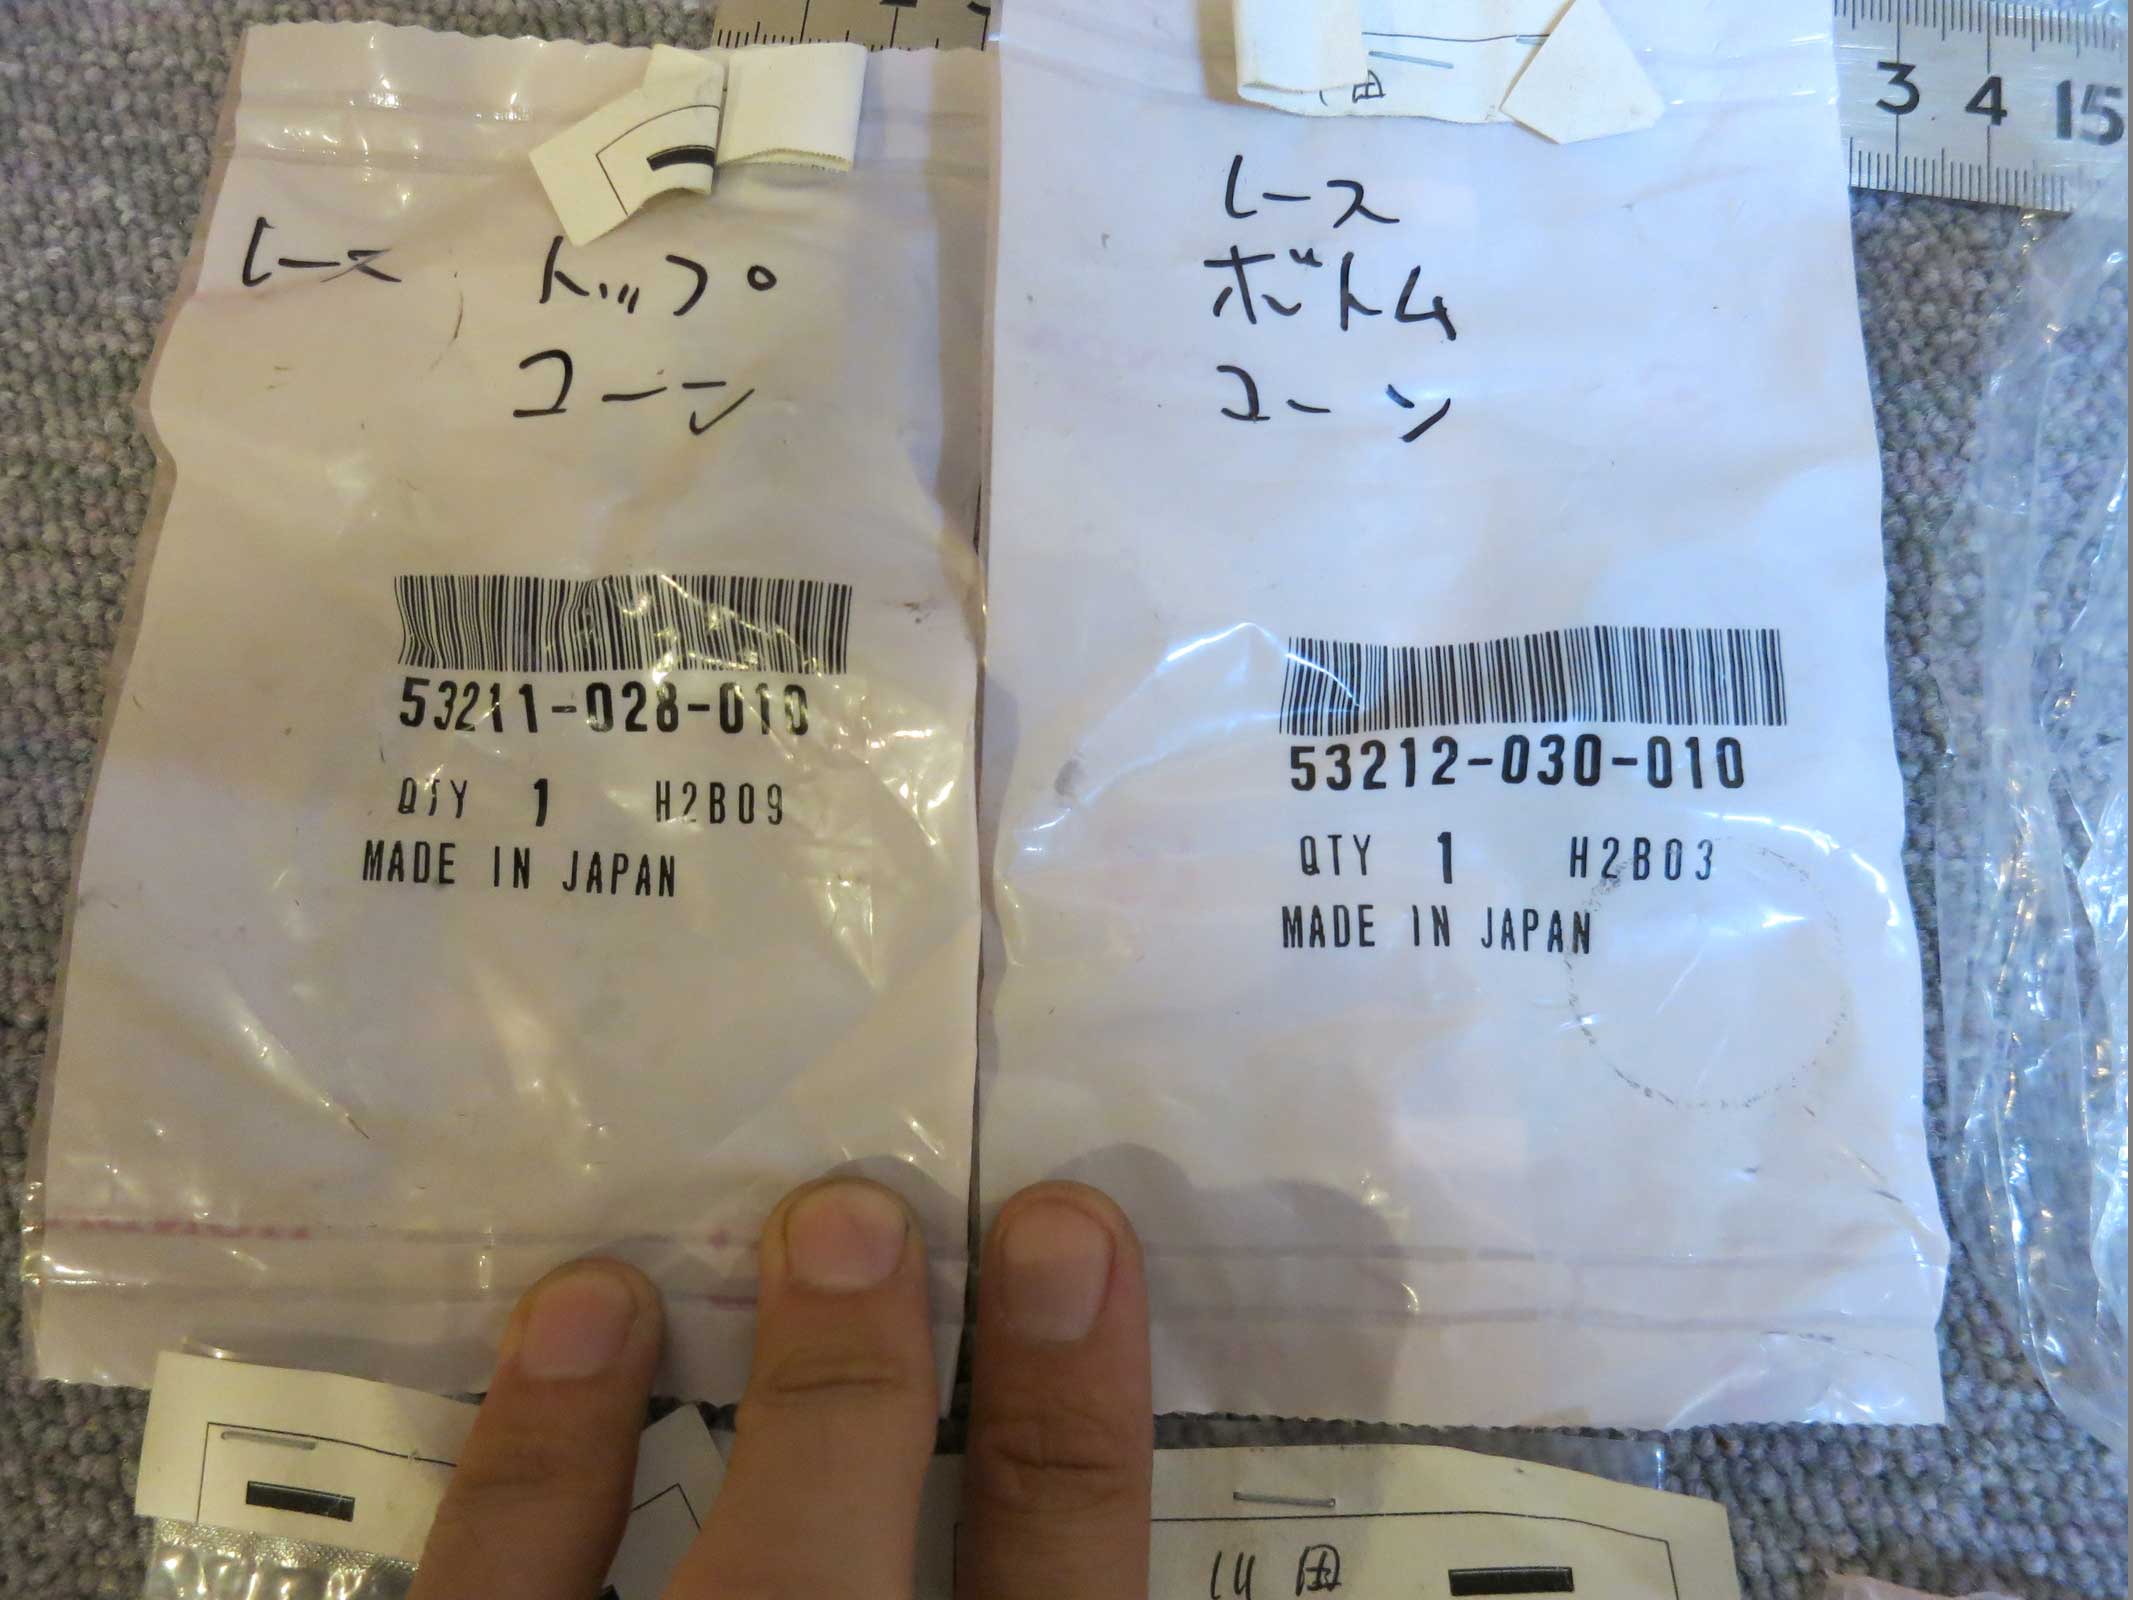 レース トップ
コーン
53211-028-010
QTY 1 H2B09
MADE IN JAPAN
レース
ボトム
コーン
53212-030-010
QTY 1 H2B03
MADE IN JAPAN
3 4 15
山田